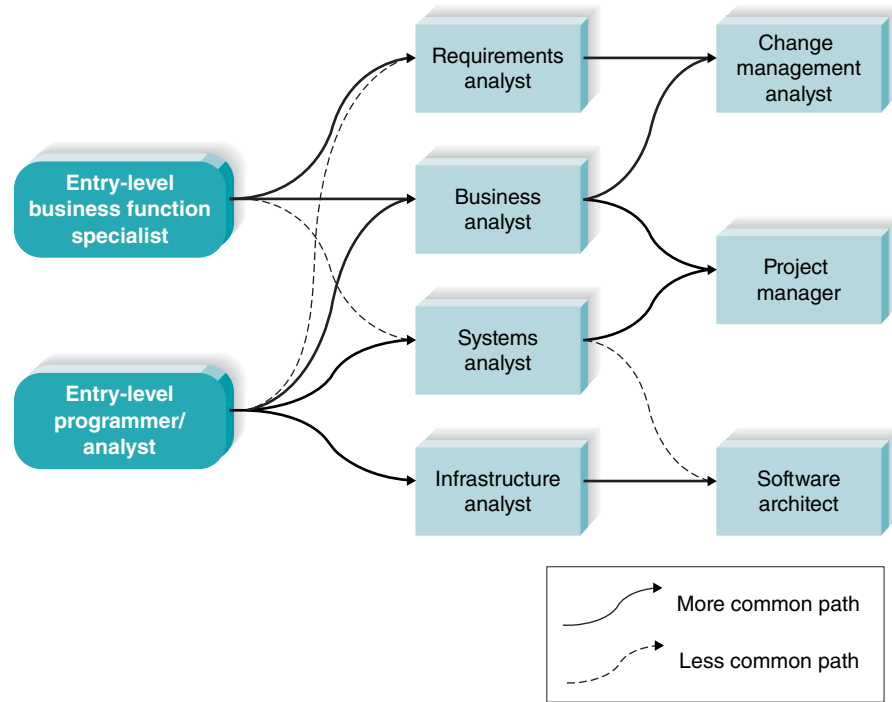 Requirements
analyst
Change
management
analyst
Entry-level
business function
specialist
Business
analyst
Project
manager
Systems
analyst
Entry-level
programmer/
analyst
Infrastructure
analyst
Software
architect
More common path
Less common path